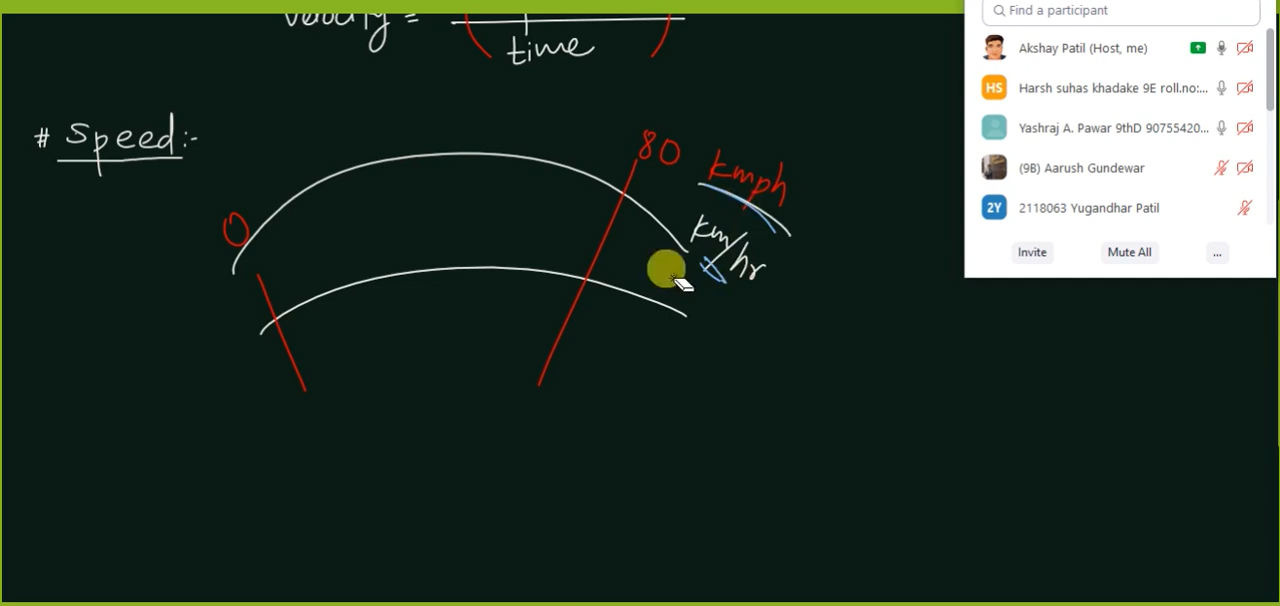 velocity =
time
# Speed:-
0
80
kmph
km/hr
Find a participant
Akshay Patil (Host, me)
HS Harsh suhas khadake 9E roll.no:...
Yashraj A. Pawar 9thD 90755420...
(9B) Aarush Gundewar
2Y 2118063 Yugandhar Patil
Invite Mute All ...